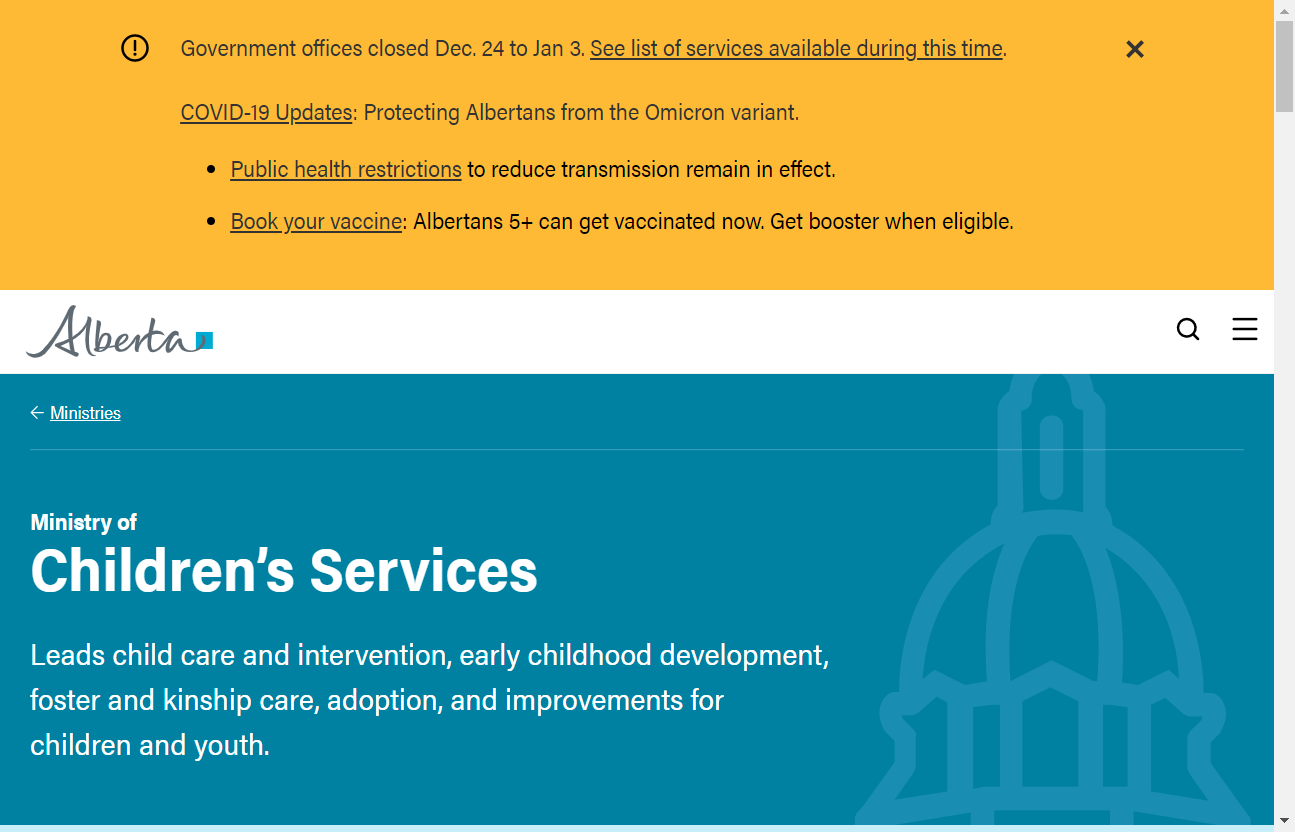 Government offices closed Dec. 24 to Jan 3. See list of services available during this time.
COVID-19 Updates: Protecting Albertans from the Omicron variant.
• Public health restrictions to reduce transmission remain in effect.
• Book your vaccine: Albertans 5+ can get vaccinated now. Get booster when eligible.
Alberta
← Ministries
Ministry of
Children’s Services
Leads child care and intervention, early childhood development,
foster and kinship care, adoption, and improvements for
children and youth.